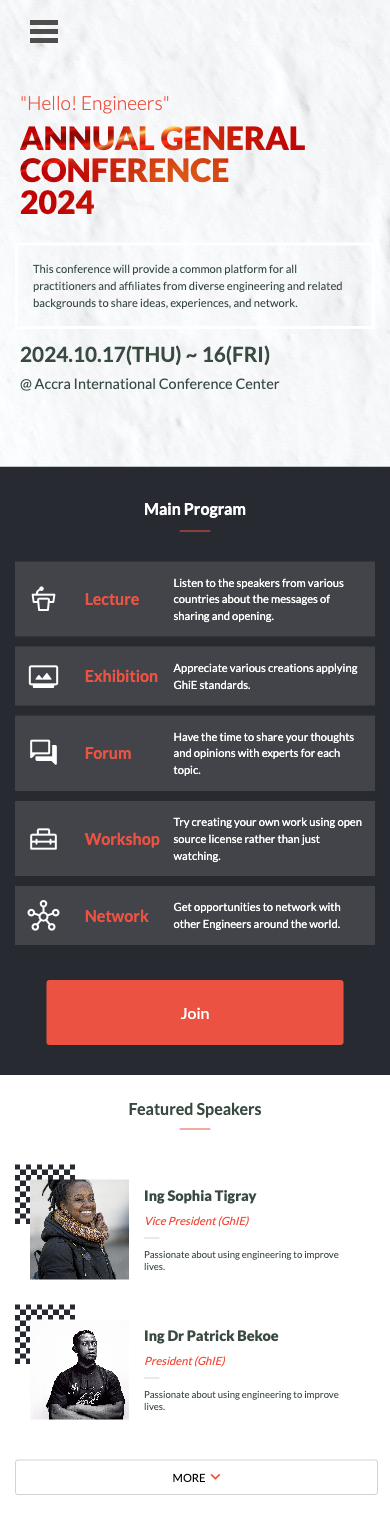 "Hello! Engineers"
ANNUAL GENERAL
CONFERENCE
2024
This conference will provide a common platform for all
practitioners and affiliates from diverse engineering and related
backgrounds to share ideas, experiences, and network.
2024.10.17(THU) ~ 16(FRI)
@ Accra International Conference Center
Main Program
Lecture
Listen to the speakers from various
countries about the messages of
sharing and opening.
Exhibition
Appreciate various creations applying
GhiE standards.
Forum
Have the time to share your thoughts
and opinions with experts for each
topic.
Workshop
Try creating your own work using open
source license rather than just
watching.
Network
Get opportunities to network with
other Engineers around the world.
Join
Featured Speakers
Ing Sophia Tigray
Vice President (GhIE)
Passionate about using engineering to improve
lives.
Ing Dr Patrick Bekoe
President (GhIE)
Passionate about using engineering to improve
lives.
MORE